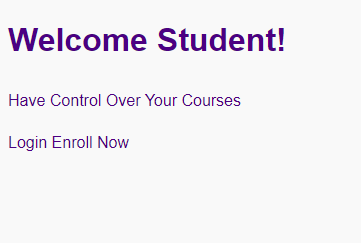 Welcome Student!
Have Control Over Your Courses
Login Enroll Now